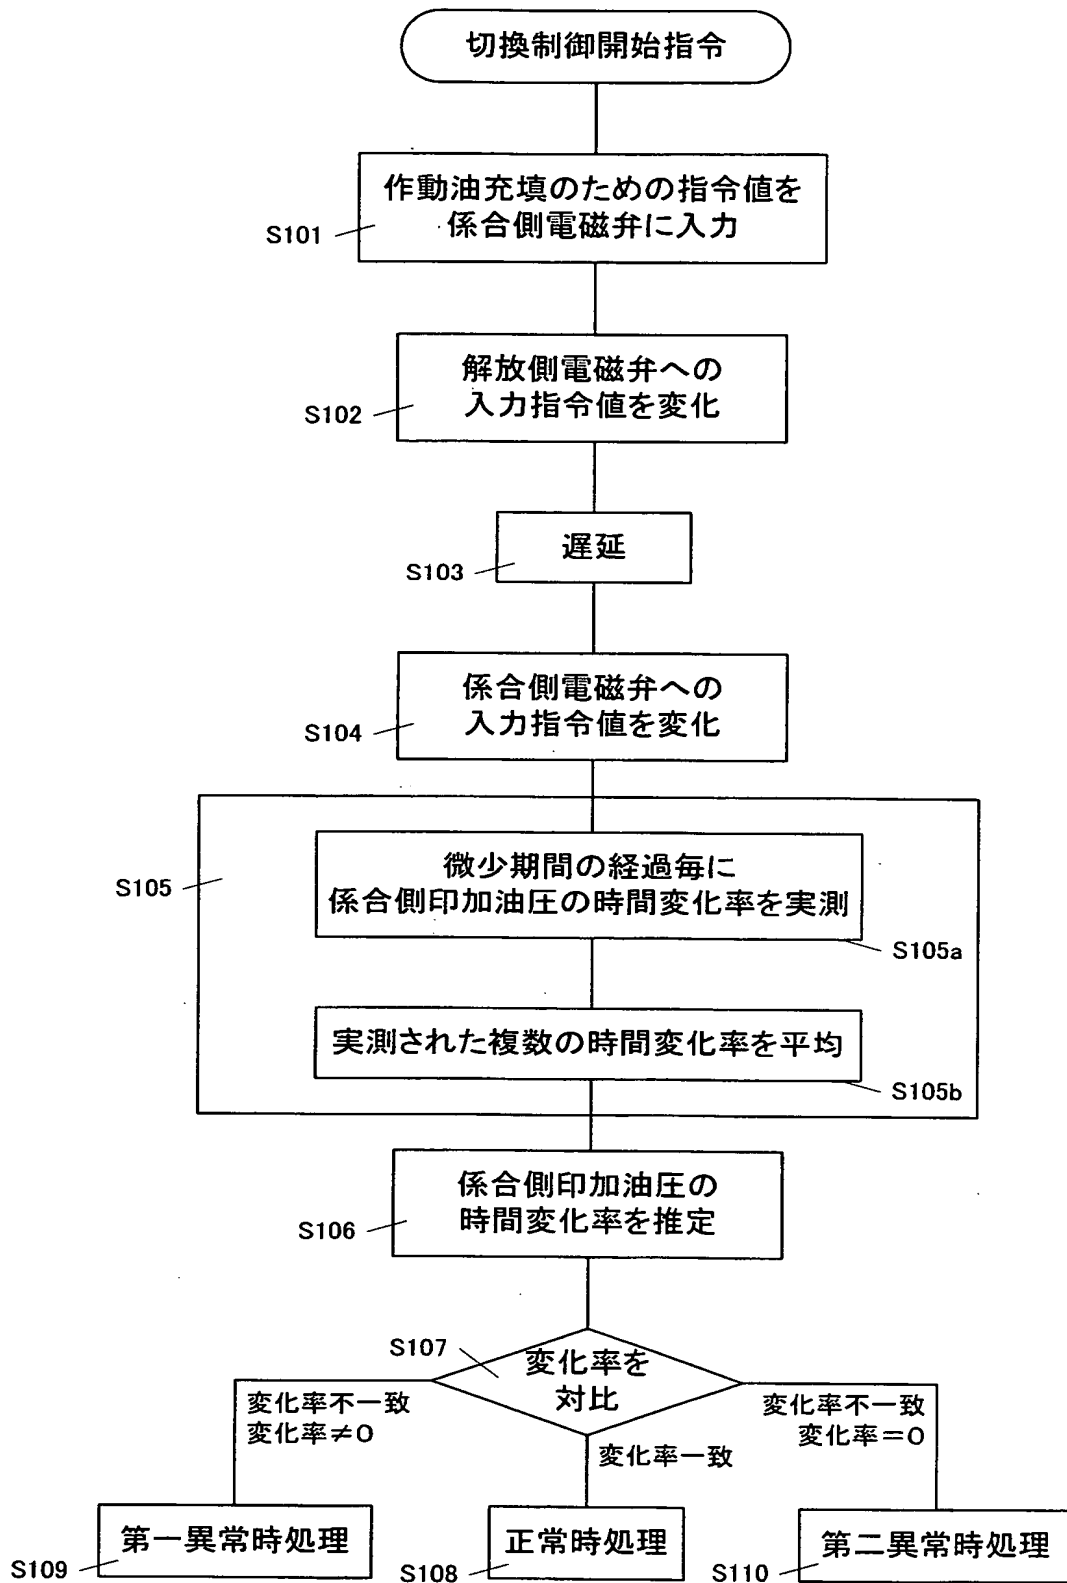 切換制御開始指令
作動油充填のための指令値を
係合側電磁弁に入力
S101
解放側電磁弁への
入力指令値を変化
S102
遅延
S103
係合側電磁弁への
入力指令値を変化
S104
S105
微少期間の経過毎に
係合側印加油圧の時間変化率を実測
S105a
実測された複数の時間変化率を平均
S105b
係合側印加油圧の
時間変化率を推定
S106
S107
変化率を
対比
変化率不一致
変化率≠0
変化率一致
変化率不一致
変化率＝0
第一異常時処理
S109
正常時処理
S108
第二異常時処理
S110